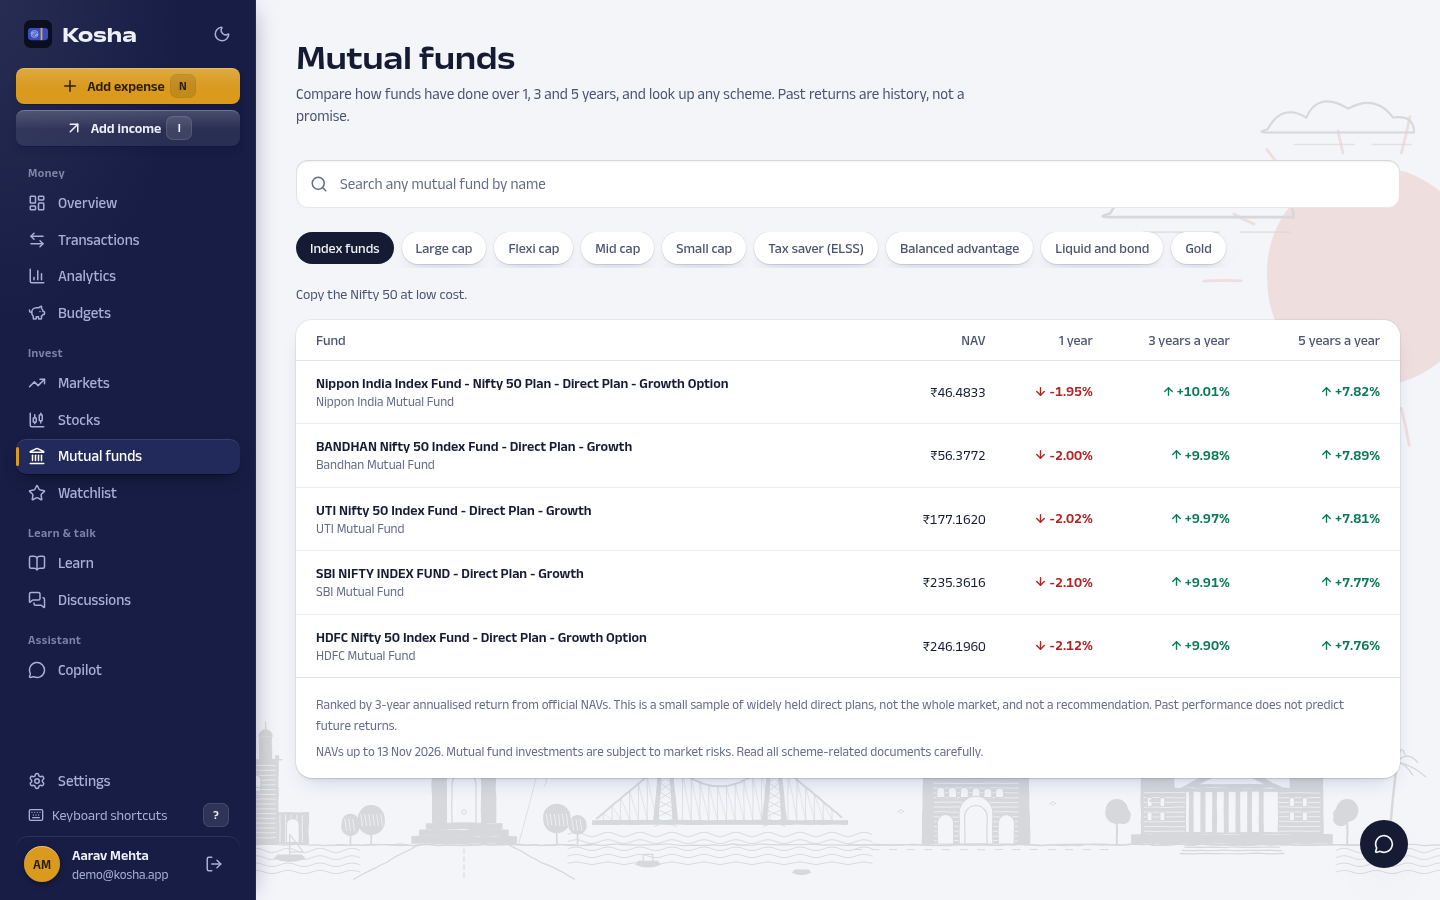 Kosha
Add expense N
Add income I
Money
Overview
Transactions
Analytics
Budgets
Invest
Markets
Stocks
Mutual funds
Watchlist
Learn & talk
Learn
Discussions
Assistant
Copilot
Settings
Keyboard shortcuts ?
AM
Aarav Mehta
demo@kosha.app
Mutual funds
Compare how funds have done over 1, 3 and 5 years, and look up any scheme. Past returns are history, not a
promise.
Search any mutual fund by name
Index funds Large cap Flexi cap Mid cap Small cap Tax saver (ELSS) Balanced advantage Liquid and bond Gold
Copy the Nifty 50 at low cost.
Fund NAV 1 year 3 years a year 5 years a year
Nippon India Index Fund - Nifty 50 Plan - Direct Plan - Growth Option
Nippon India Mutual Fund
₹46.4833 ↓ -1.95% ↑ +10.01% ↑ +7.82%
BANDHAN Nifty 50 Index Fund - Direct Plan - Growth
Bandhan Mutual Fund
₹56.3772 ↓ -2.00% ↑ +9.98% ↑ +7.89%
UTI Nifty 50 Index Fund - Direct Plan - Growth
UTI Mutual Fund
₹177.1620 ↓ -2.02% ↑ +9.97% ↑ +7.81%
SBI NIFTY INDEX FUND - Direct Plan - Growth
SBI Mutual Fund
₹235.3616 ↓ -2.10% ↑ +9.91% ↑ +7.77%
HDFC Nifty 50 Index Fund - Direct Plan - Growth Option
HDFC Mutual Fund
₹246.1960 ↓ -2.12% ↑ +9.90% ↑ +7.76%
Ranked by 3-year annualised return from official NAVs. This is a small sample of widely held direct plans, not the whole market, and not a recommendation. Past performance does not predict
future returns.
NAVs up to 13 Nov 2026. Mutual fund investments are subject to market risks. Read all scheme-related documents carefully.